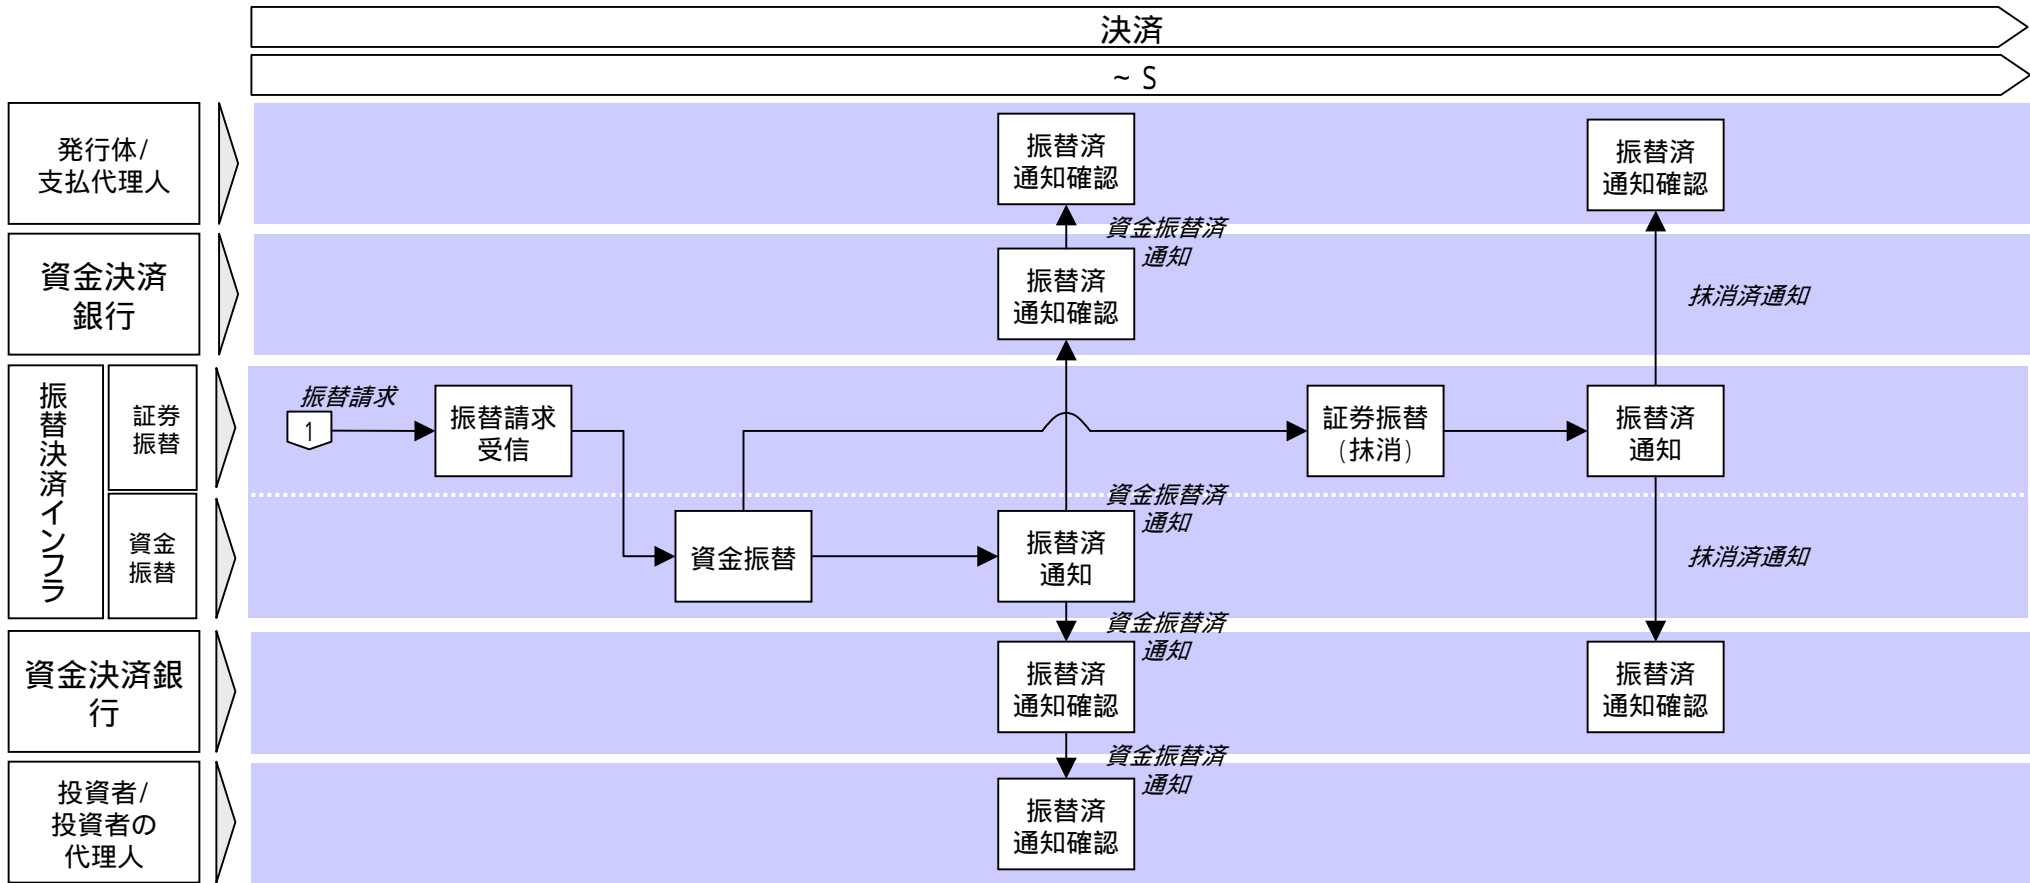 決済
~ S
発行体/
支払代理人
振替済
通知確認
振替済
通知確認
資金振替済
通知
資金決済
銀行
振替済
通知確認
抹消済通知
振替決済インフラ
証券
振替
振替請求
1
振替請求
受信
証券振替
(抹消)
振替済
通知
資金振替済
通知
資金
振替
資金振替
振替済
通知
抹消済通知
資金振替済
通知
資金決済銀
行
振替済
通知確認
振替済
通知確認
資金振替済
通知
投資者/
投資者の
代理人
振替済
通知確認